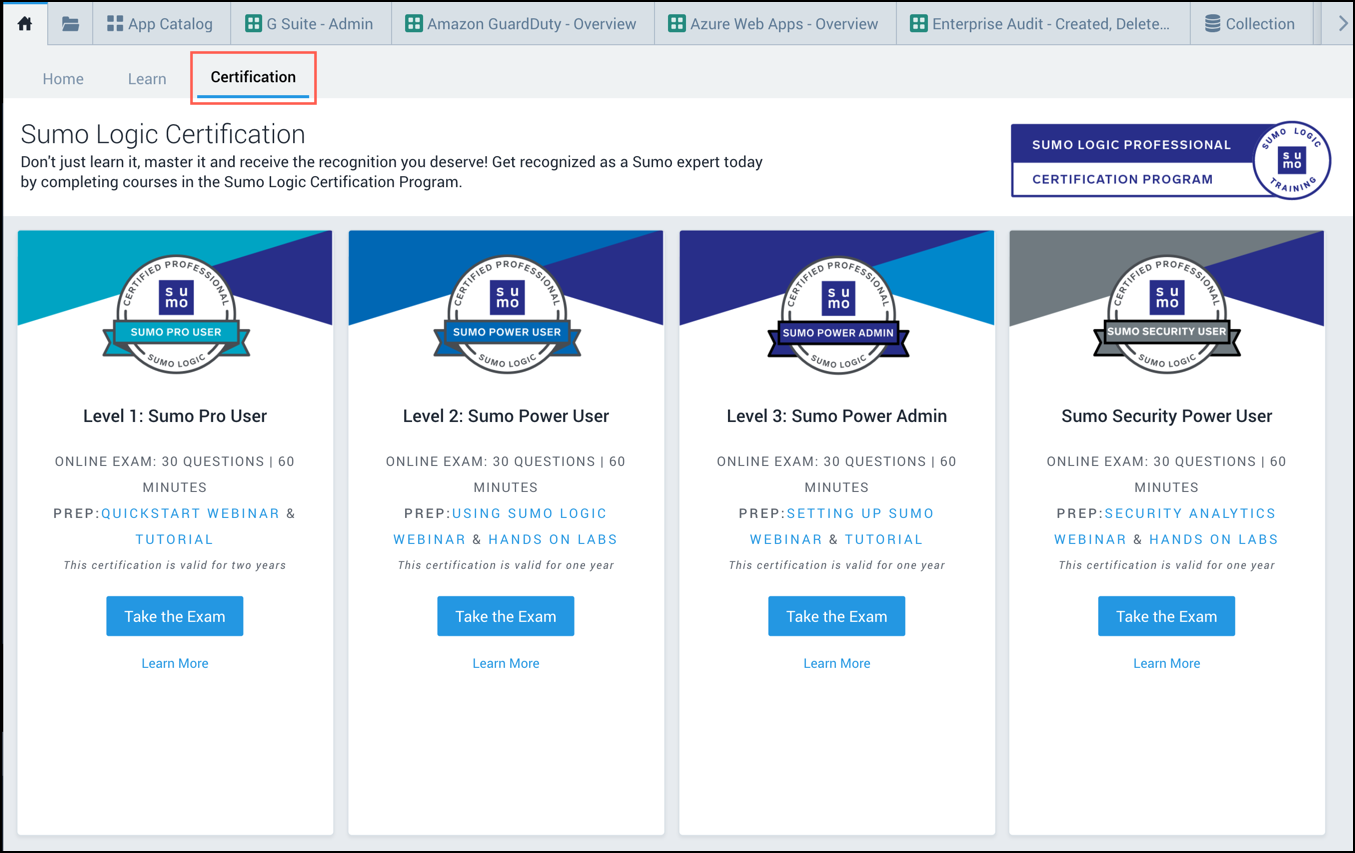 App Catalog
G Suite - Admin
Amazon GuardDuty - Overview
Azure Web Apps - Overview
Enterprise Audit - Created, Delete...
Collection
Home
Learn
Certification
Sumo Logic Certification
Don't just learn it, master it and receive the recognition you deserve! Get recognized as a Sumo expert today
by completing courses in the Sumo Logic Certification Program.
SUMO LOGIC PROFESSIONAL
CERTIFICATION PROGRAM
SUMO LOGIC
su
mo
TRAINING
CERTIFIED PROFESSIONAL
su
mo
SUMO PRO USER
SUMO LOGIC
Level 1: Sumo Pro User
ONLINE EXAM: 30 QUESTIONS | 60
MINUTES
PREP:QUICKSTART WEBINAR &
TUTORIAL
This certification is valid for two years
Take the Exam
Learn More
CERTIFIED PROFESSIONAL
su
mo
SUMO POWER USER
SUMO LOGIC
Level 2: Sumo Power User
ONLINE EXAM: 30 QUESTIONS | 60
MINUTES
PREP:USING SUMO LOGIC
WEBINAR & HANDS ON LABS
This certification is valid for one year
Take the Exam
Learn More
CERTIFIED PROFESSIONAL
su
mo
SUMO POWER ADMIN
SUMO LOGIC
Level 3: Sumo Power Admin
ONLINE EXAM: 30 QUESTIONS | 60
MINUTES
PREP:SETTING UP SUMO
WEBINAR & TUTORIAL
This certification is valid for one year
Take the Exam
Learn More
CERTIFIED PROFESSIONAL
su
mo
SUMO SECURITY USER
SUMO LOGIC
Sumo Security Power User
ONLINE EXAM: 30 QUESTIONS | 60
MINUTES
PREP:SECURITY ANALYTICS
WEBINAR & HANDS ON LABS
This certification is valid for one year
Take the Exam
Learn More